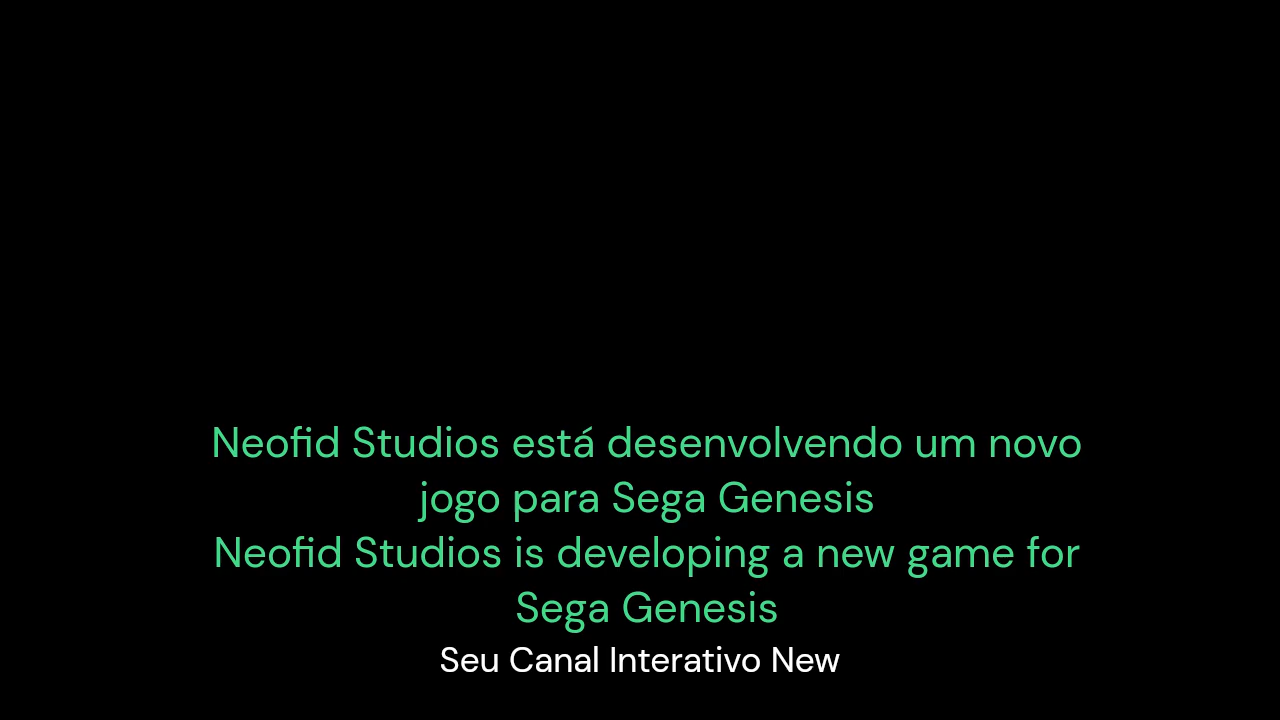 Neofid Studios está desenvolvendo um novo
jogo para Sega Genesis
Neofid Studios is developing a new game for
Sega Genesis
Seu Canal Interativo New